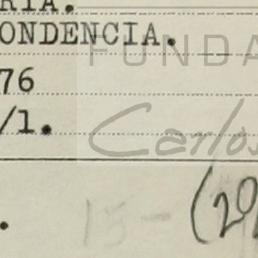 RIA.
ONDENCIA.
FUNDA
76
/1.
Carlos
.
15-
(20